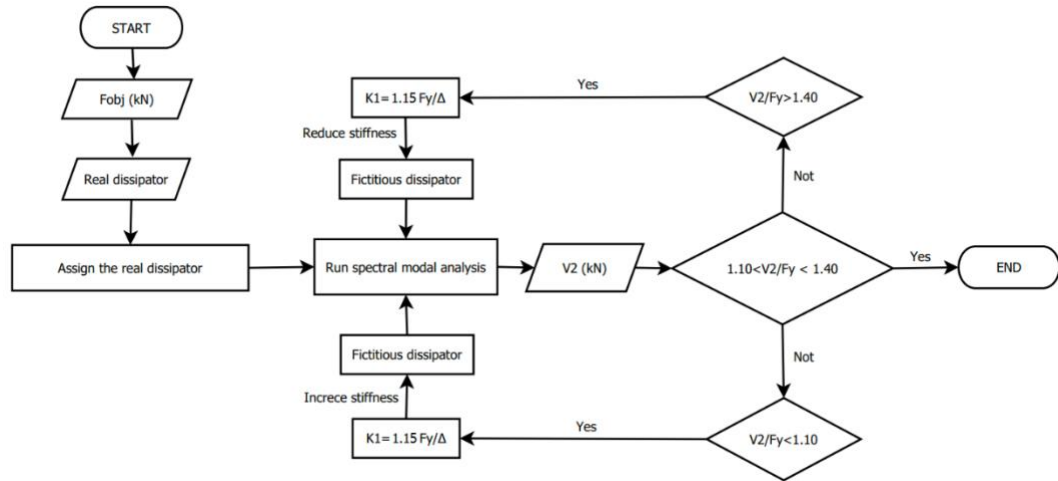 START
Fobj (kN)
Real dissipator
Assign the real dissipator
K1= 1.15 Fy/Δ
Reduce stiffness
Fictitious dissipator
Run spectral modal analysis
Fictitious dissipator
Increce stiffness
K1= 1.15 Fy/Δ
V2 (kN)
1.10<V2/Fy < 1.40
Yes
END
Not
V2/Fy>1.40
Yes
Not
V2/Fy<1.10
Yes